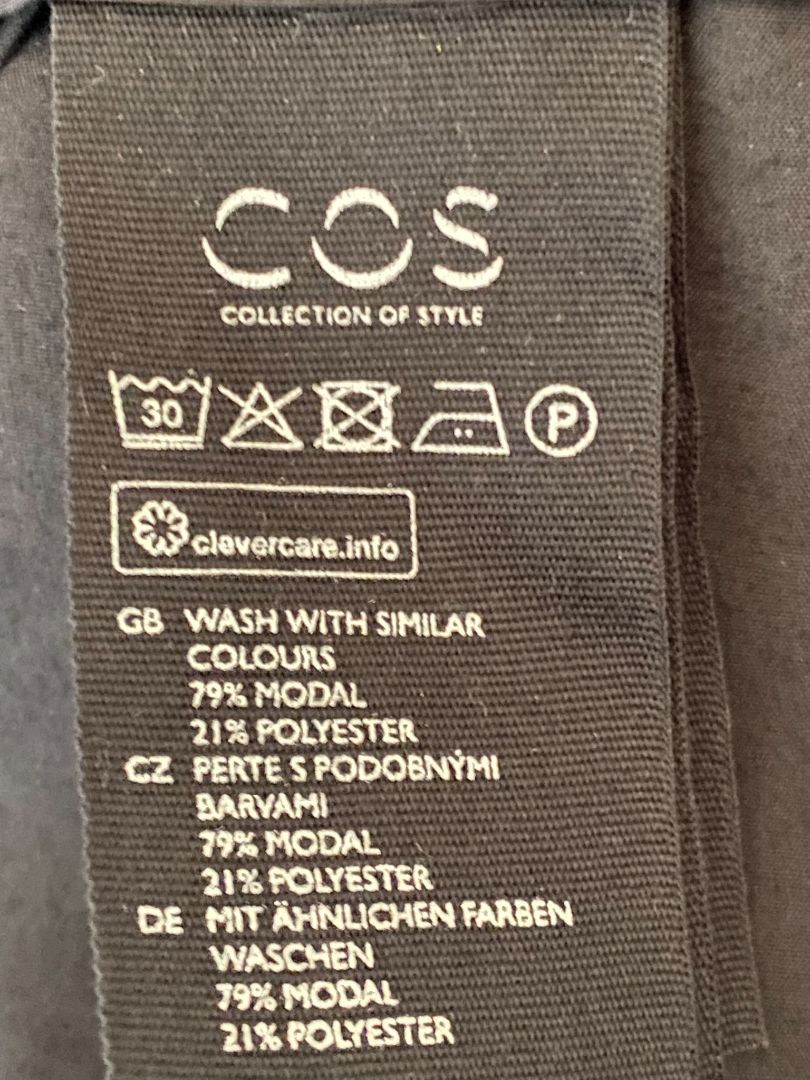 COS
COLLECTION OF STYLE
30 P
clevercare.info
GB WASH WITH SIMILAR
COLOURS
79% MODAL
21% POLYESTER
CZ PERTE S PODOBNÝMI
BARVAMI
79% MODAL
21% POLYESTER
DE MIT ÄHNLICHEN FARBEN
WASCHEN
79% MODAL
21% POLYESTER